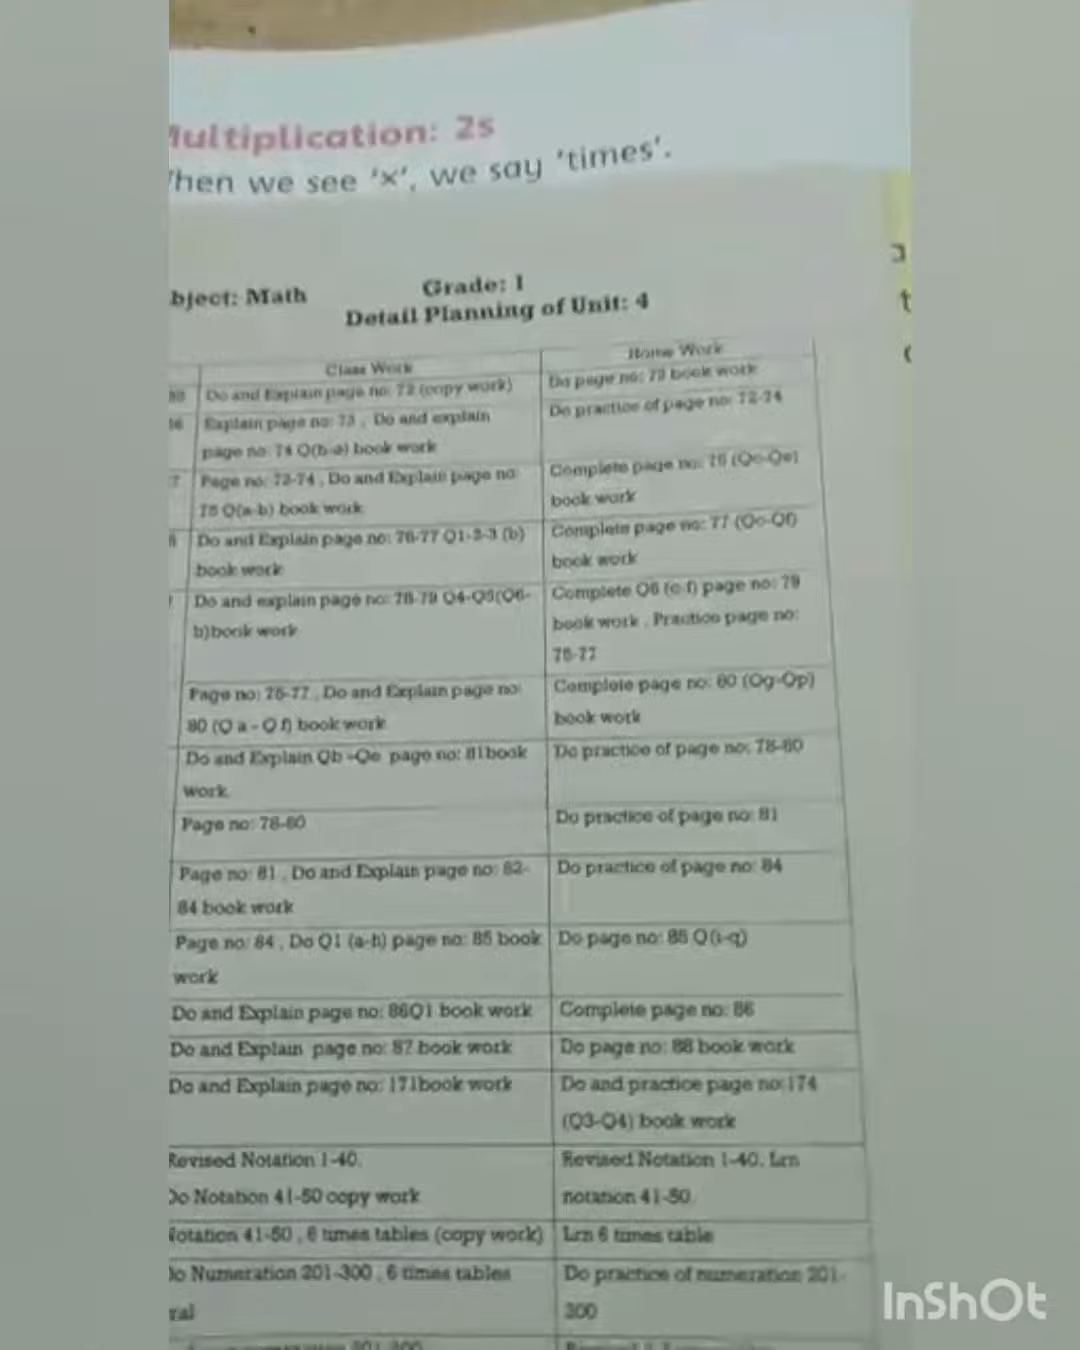 Multiplication: 2s
When we see 'x', we say 'times'.
bject: Math
Grade: 1
Detail Planning of Unit: 4
Class Work
Home Work
Do and Explain page no: 72 (copy work)
Do page no: 73 book work
Explain page no: 73 , Do and explain
page no: 74 Q(b-e) book work
Do practice of page no: 72-74
Page no: 72-74 , Do and Explain page no:
75 Q(a-b) book work
Complete page no: 75 (Qc-Qe)
book work
Do and Explain page no: 76-77 Q1-2-3 (b)
book work
Complete page no: 77 (Qc-Qf)
book work
Do and explain page no: 78-79 Q4-Q5(Q6-
b)book work
Complete Q6 (c-f) page no: 79
book work , Practice page no:
76-77
Page no: 76-77 , Do and Explain page no:
80 (Q a - Q f) book work
Complete page no: 80 (Qg-Qp)
book work
Do and Explain Qb -Qe page no: 81book
work
Do practice of page no: 78-80
Page no: 78-80
Do practice of page no: 81
Page no: 81 , Do and Explain page no: 82-
84 book work
Do practice of page no: 84
Page no: 84 , Do Q1 (a-h) page no: 85 book
work
Do page no: 85 Q(i-q)
Do and Explain page no: 86Q1 book work
Complete page no: 86
Do and Explain page no: 87 book work
Do page no: 88 book work
Do and Explain page no: 171book work
Do and practice page no:174
(Q3-Q4) book work
Revised Notation 1-40.
Do Notation 41-50 copy work
Revised Notation 1-40. Lrn
notation 41-50.
Notation 41-50 , 6 times tables (copy work)
Lrn 6 times table
Do Numeration 201-300 , 6 times tables
ral
Do practice of numeration 201-
300
InShOt